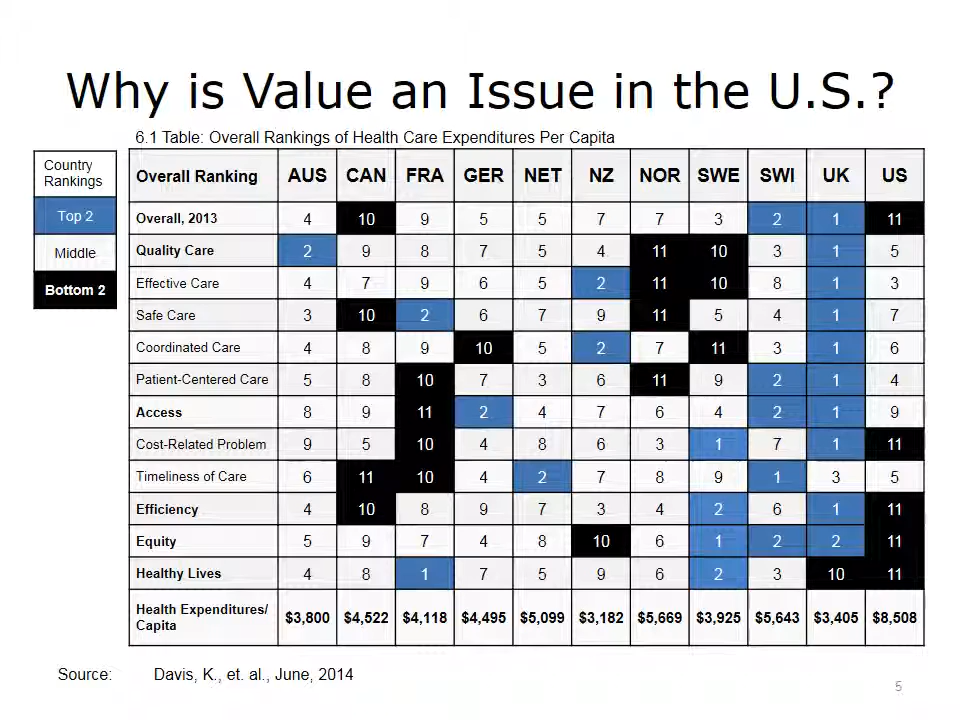 Why is Value an Issue in the U.S.?
6.1 Table: Overall Rankings of Health Care Expenditures Per Capita
Country
Rankings
Top 2
Middle
Bottom 2
Overall Ranking AUS CAN FRA GER NET NZ NOR SWE SWI UK US
Overall, 2013 4 10 9 5 5 7 7 3 2 1 11
Quality Care 2 9 8 7 5 4 11 10 3 1 5
Effective Care 4 7 9 6 5 2 11 10 8 1 3
Safe Care 3 10 2 6 7 9 11 5 4 1 7
Coordinated Care 4 8 9 10 5 2 7 11 3 1 6
Patient-Centered Care 5 8 10 7 3 6 11 9 2 1 4
Access 8 9 11 2 4 7 6 4 2 1 9
Cost-Related Problem 9 5 10 4 8 6 3 1 7 1 11
Timeliness of Care 6 11 10 4 2 7 8 9 1 3 5
Efficiency 4 10 8 9 7 3 4 2 6 1 11
Equity 5 9 7 4 8 10 6 1 2 2 11
Healthy Lives 4 8 1 7 5 9 6 2 3 10 11
Health Expenditures/
Capita $3,800 $4,522 $4,118 $4,495 $5,099 $3,182 $5,669 $3,925 $5,643 $3,405 $8,508
Source: Davis, K., et. al., June, 2014
5